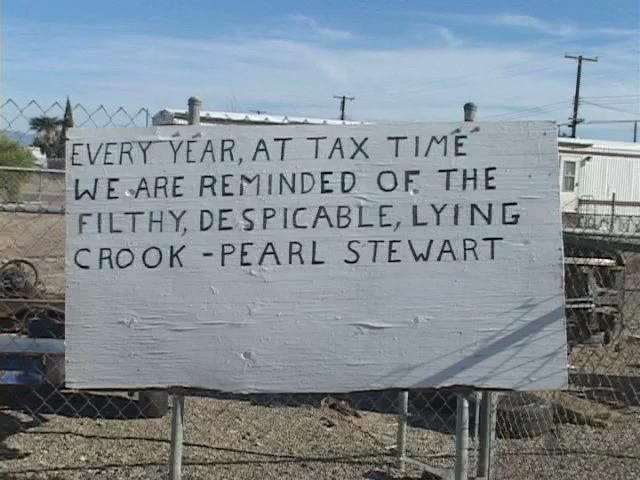 EVERY YEAR, AT TAX TIME
WE ARE REMINDED OF THE
FILTHY, DESPICABLE, LYING
CROOK - PEARL STEWART